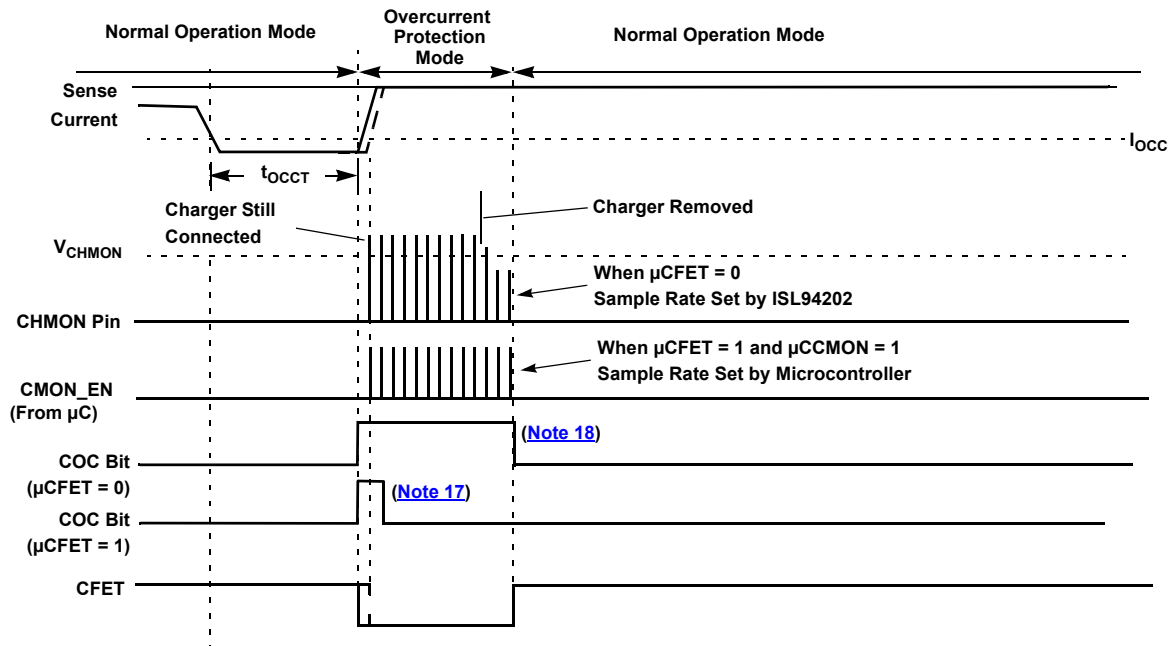 Normal Operation Mode
Overcurrent
Protection
Mode
Normal Operation Mode
Sense
Current
IOCC
tOCCT
Charger Still
Connected
Charger Removed
VCHMON
When µCFET = 0
Sample Rate Set by ISL94202
CHMON Pin
When µCFET = 1 and µCCMON = 1
Sample Rate Set by Microcontroller
CMON_EN
(From µC)
(Note 18)
COC Bit
(µCFET = 0)
(Note 17)
COC Bit
(µCFET = 1)
CFET